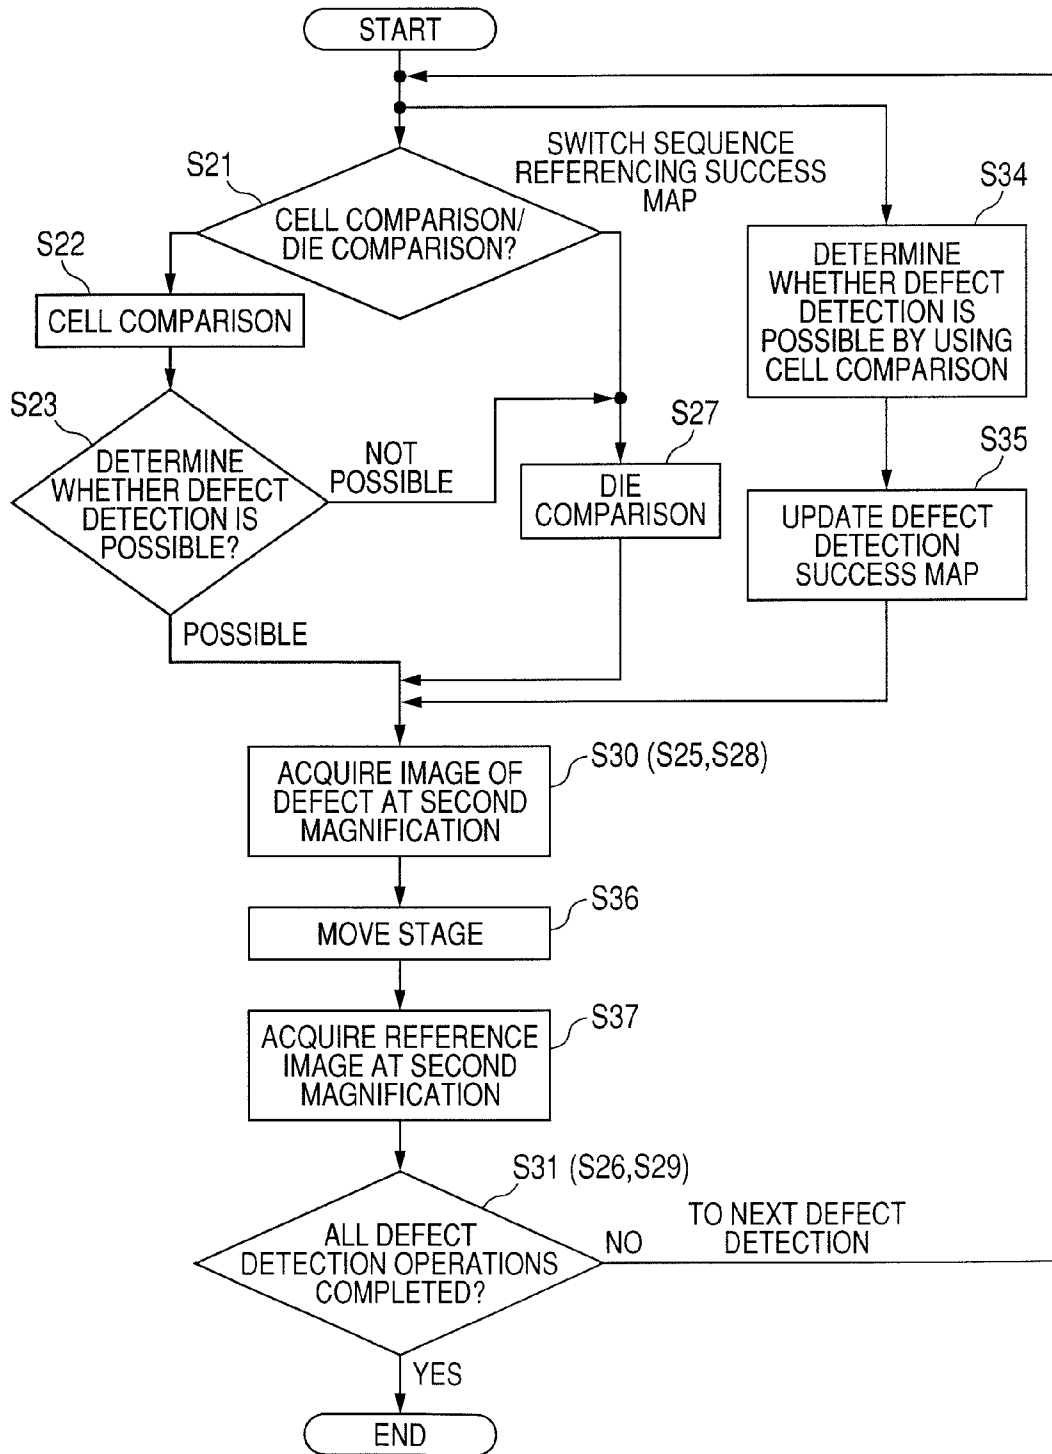 START
SWITCH SEQUENCE
REFERENCING SUCCESS
MAP
S21
CELL COMPARISON/
DIE COMPARISON?
S34
DETERMINE
WHETHER DEFECT
DETECTION IS
POSSIBLE BY USING
CELL COMPARISON
S22
CELL COMPARISON
S23
DETERMINE
WHETHER DEFECT
DETECTION IS
POSSIBLE?
NOT
POSSIBLE
S27
DIE
COMPARISON
S35
UPDATE DEFECT
DETECTION
SUCCESS MAP
POSSIBLE
S30 (S25,S28)
ACQUIRE IMAGE OF
DEFECT AT SECOND
MAGNIFICATION
S36
MOVE STAGE
S37
ACQUIRE REFERENCE
IMAGE AT SECOND
MAGNIFICATION
S31 (S26,S29)
ALL DEFECT
DETECTION OPERATIONS
COMPLETED?
NO
TO NEXT DEFECT
DETECTION
YES
END